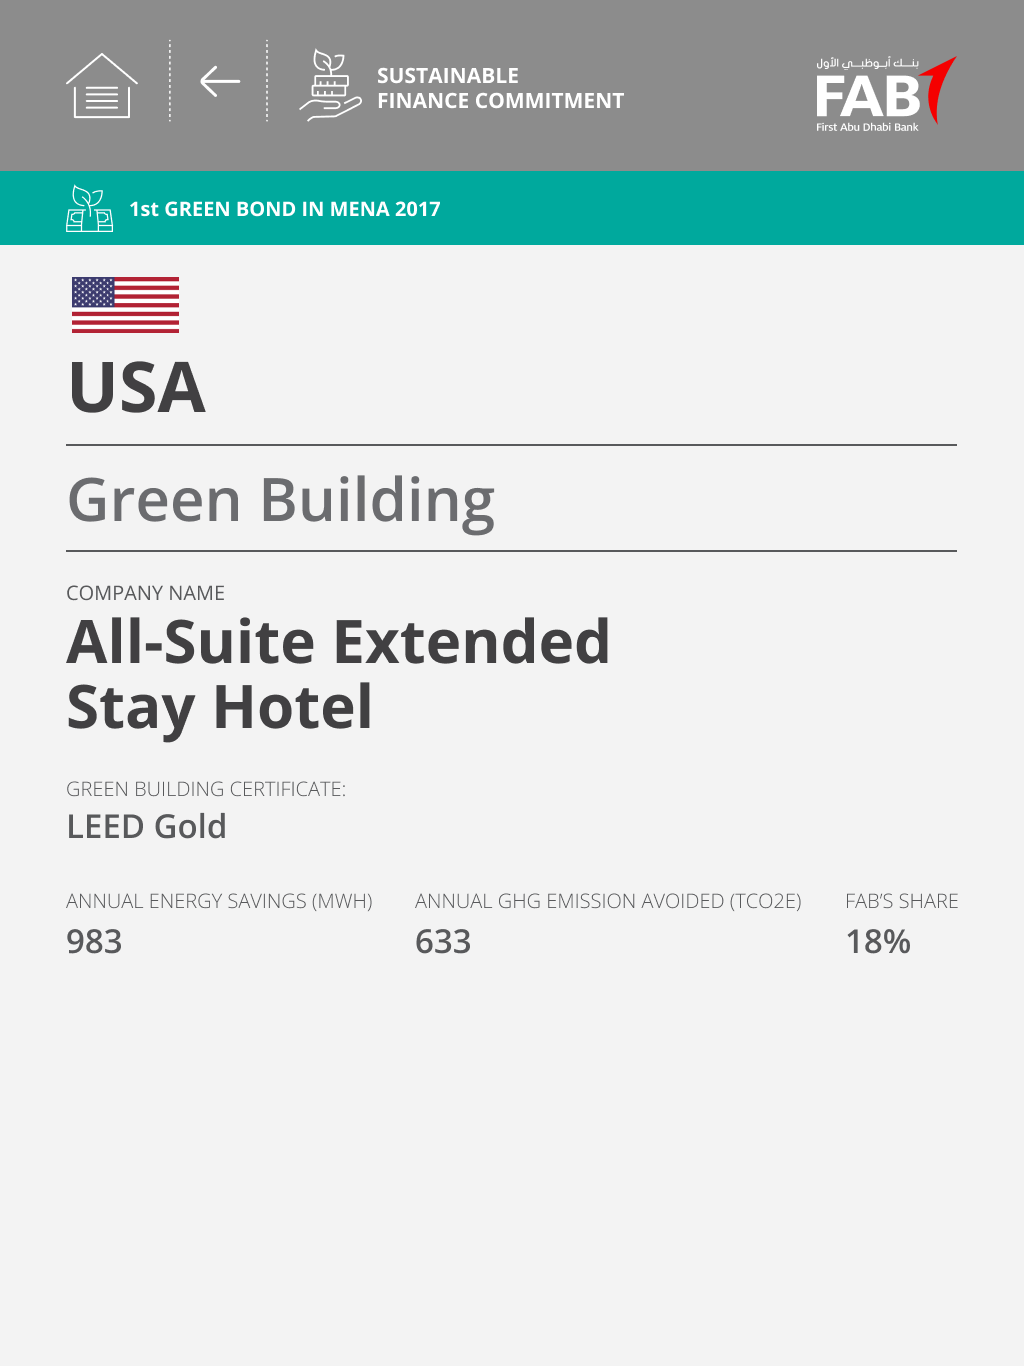 SUSTAINABLE
FINANCE COMMITMENT
بنك أبوظبي الأول
FAB
First Abu Dhabi Bank
1st GREEN BOND IN MENA 2017
USA
Green Building
COMPANY NAME
All-Suite Extended
Stay Hotel
GREEN BUILDING CERTIFICATE:
LEED Gold
ANNUAL ENERGY SAVINGS (MWH) ANNUAL GHG EMISSION AVOIDED (TCO2E) FAB’S SHARE
983 633 18%